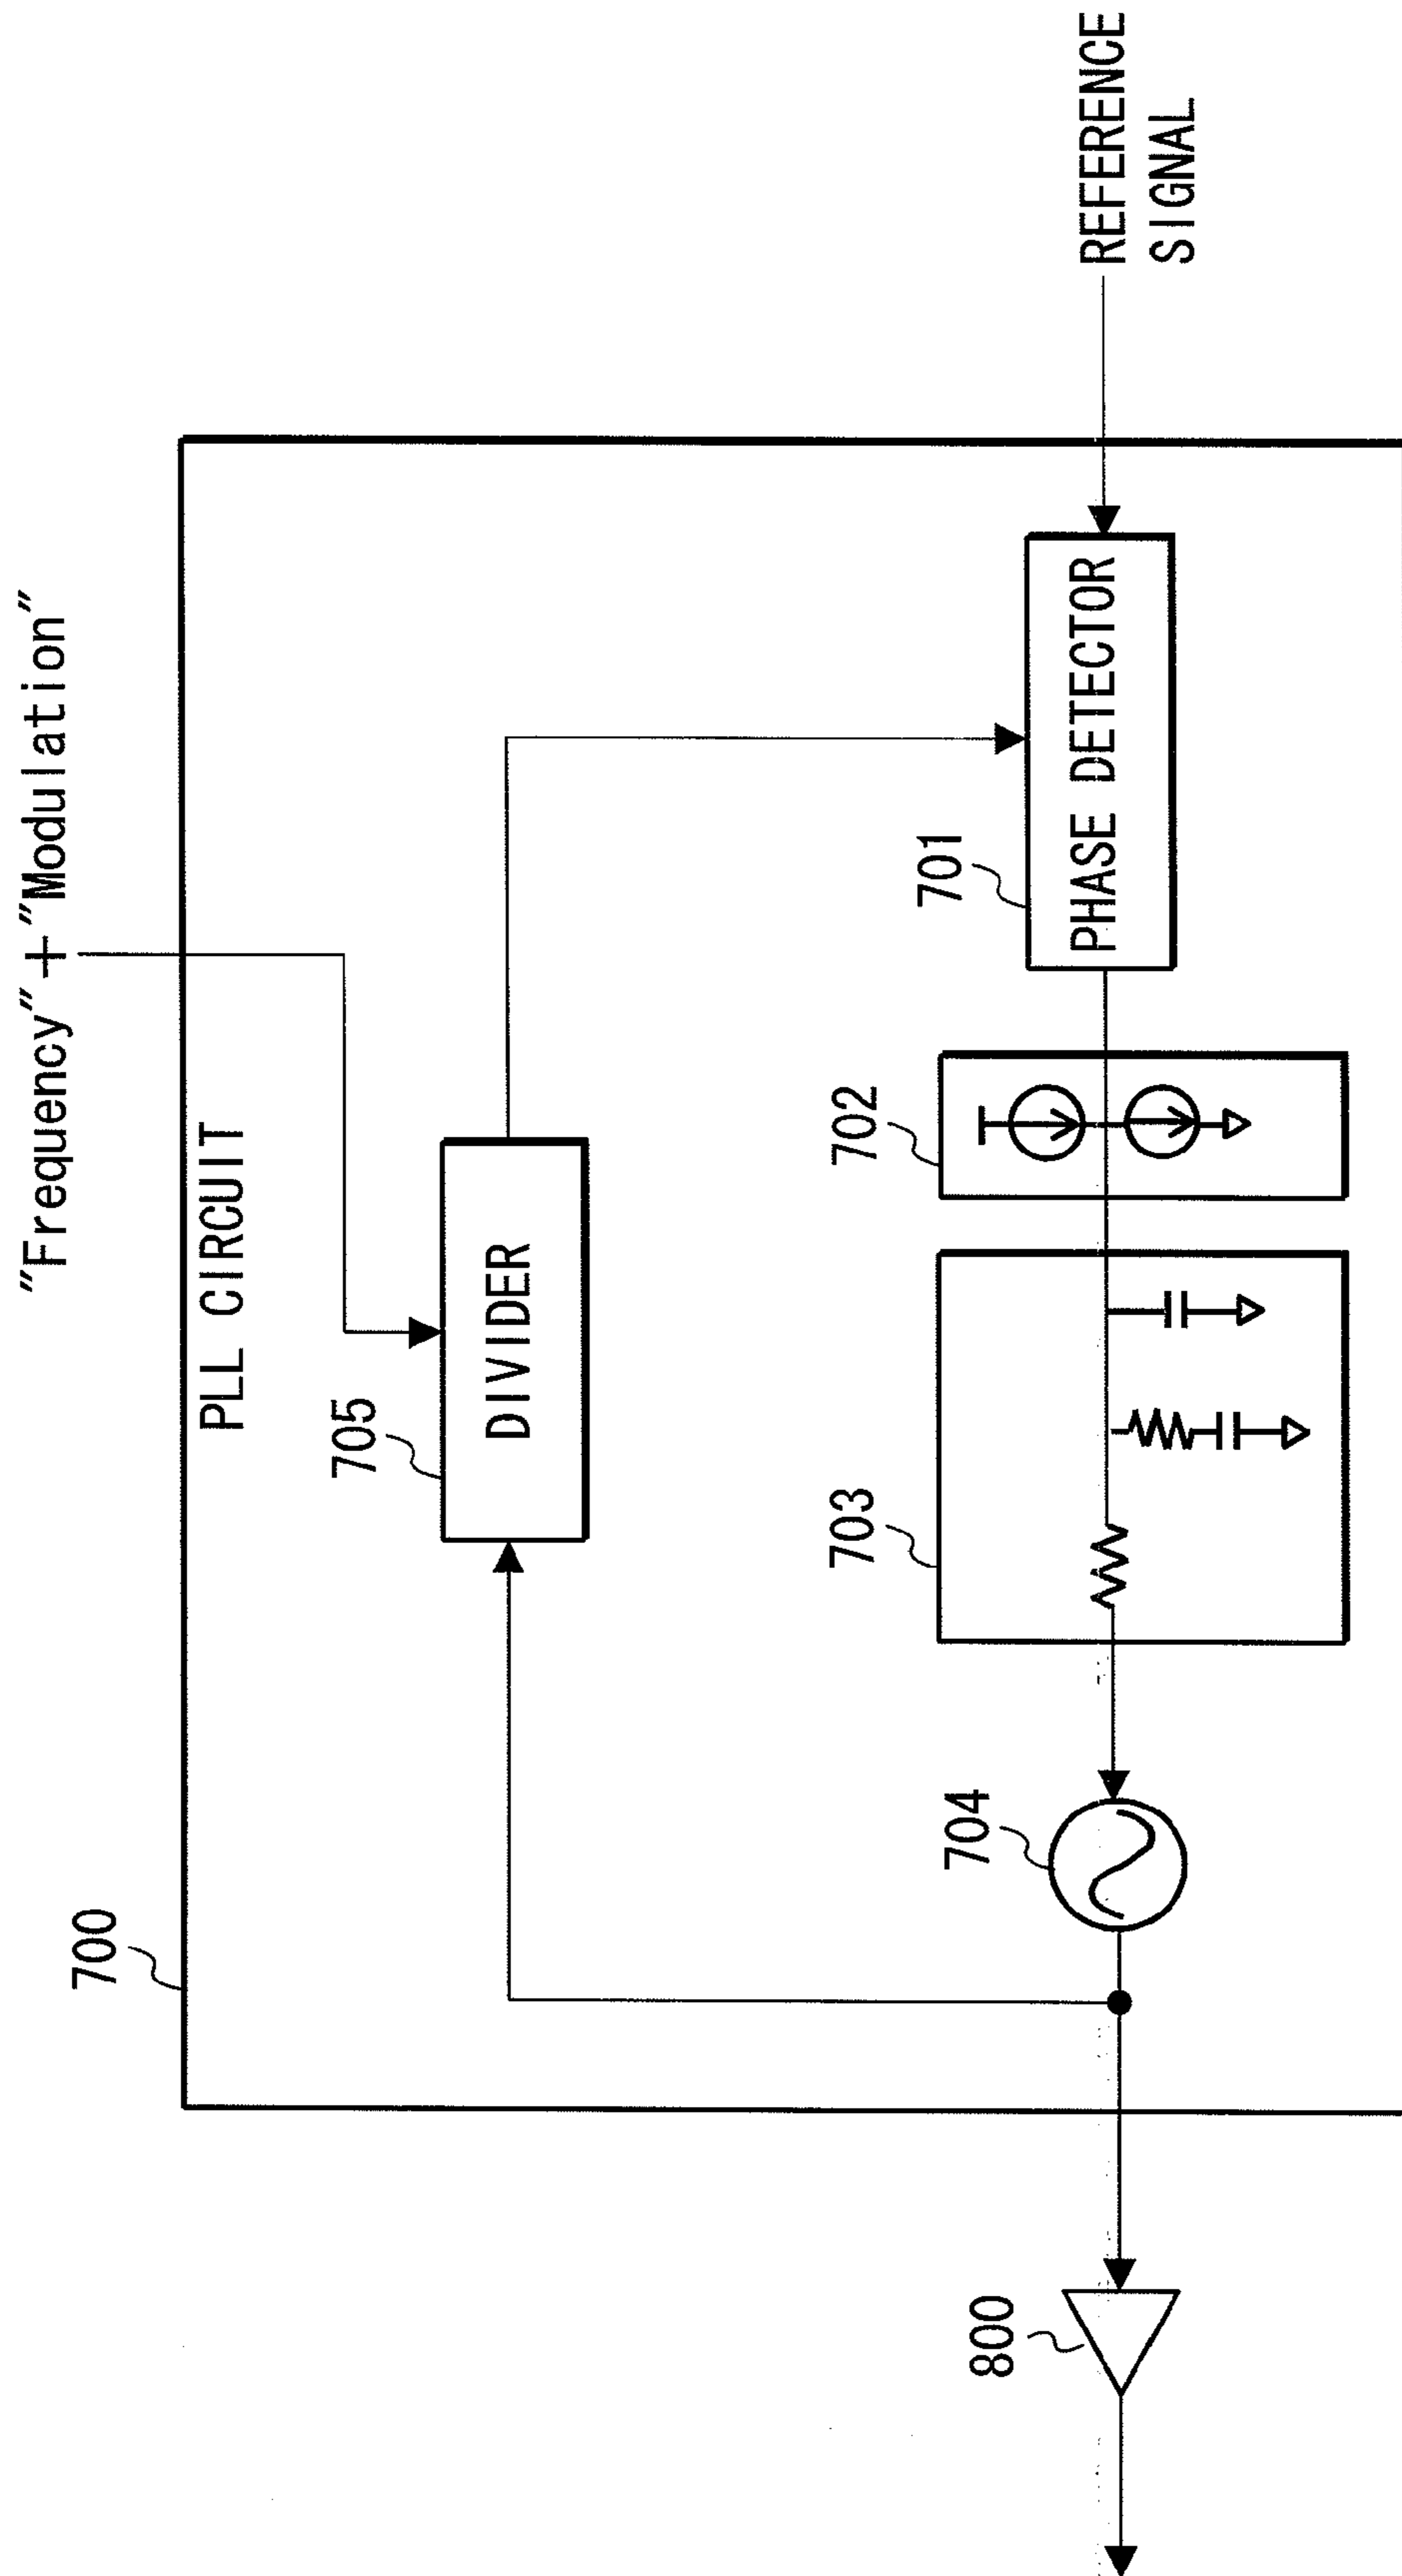 "Frequency"+"Modulation"
700
PLL CIRCUIT
705
DIVIDER
701
PHASE DETECTOR
REFERENCE
SIGNAL
702
703
704
800